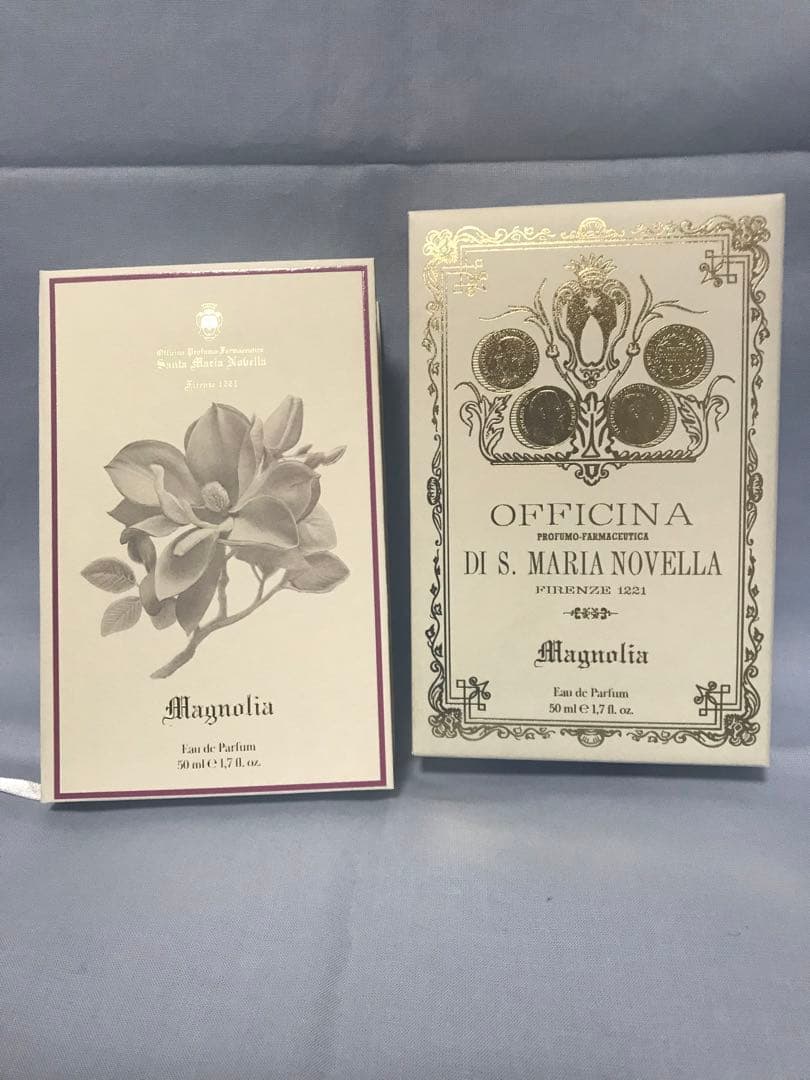 Officina Profumo-Farmaceutica
Santa Maria Novella
Firenze 1221
Magnolia
Eau de Parfum
50 ml ℮ 1,7 fl. oz.
OFFICINA
PROFUMO-FARMACEUTICA
DI S. MARIA NOVELLA
FIRENZE 1221
Magnolia
Eau de Parfum
50 ml ℮ 1,7 fl. oz.